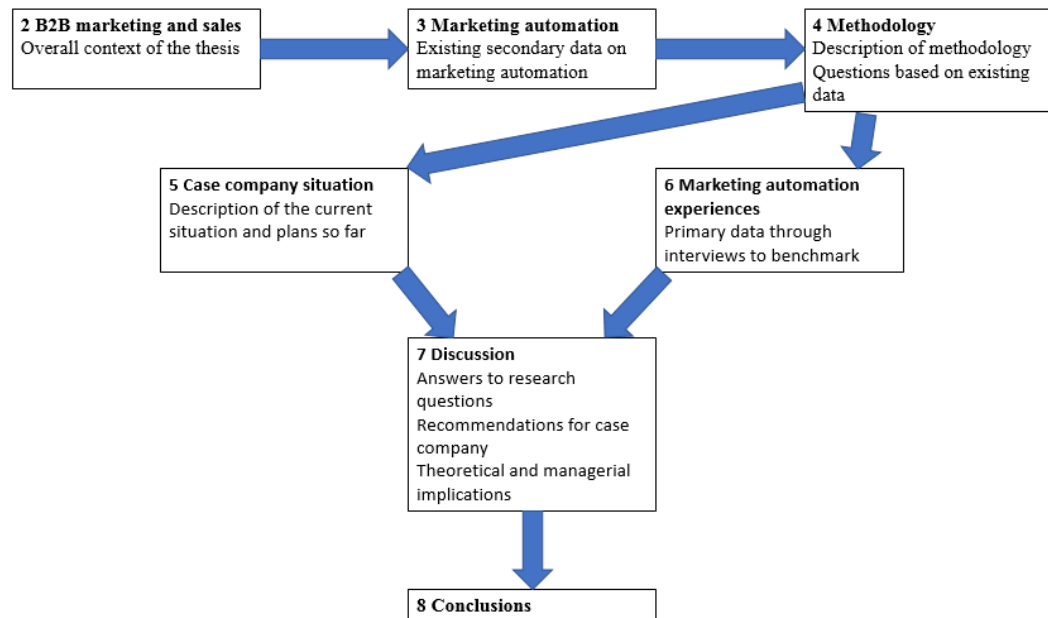 2 B2B marketing and sales
Overall context of the thesis
3 Marketing automation
Existing secondary data on
marketing automation
4 Methodology
Description of methodology
Questions based on existing
data
5 Case company situation
Description of the current
situation and plans so far
6 Marketing automation
experiences
Primary data through
interviews to benchmark
7 Discussion
Answers to research
questions
Recommendations for case
company
Theoretical and managerial
implications
8 Conclusions